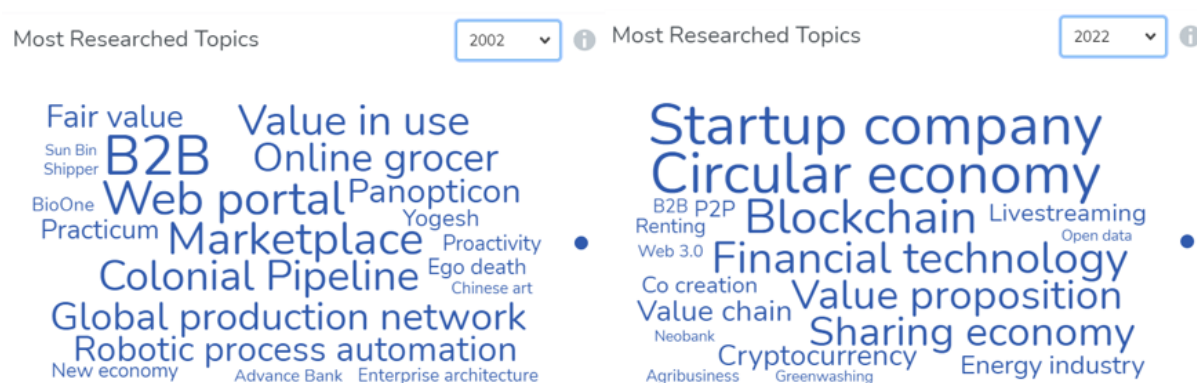 Most Researched Topics
2002
Fair value
Value in use
Sun Bin
B2B
Shipper
Online grocer
BioOne
Web portal
Panopticon
Yogesh
Practicum
Marketplace
Proactivity
Colonial Pipeline
Ego death
Chinese art
Global production network
Robotic process automation
New economy
Advance Bank
Enterprise architecture
Most Researched Topics
2022
Startup company
Circular economy
B2B
P2P
Blockchain
Livestreaming
Renting
Open data
Web 3.0
Financial technology
Co creation
Value proposition
Value chain
Neobank
Sharing economy
Cryptocurrency
Energy industry
Agribusiness
Greenwashing